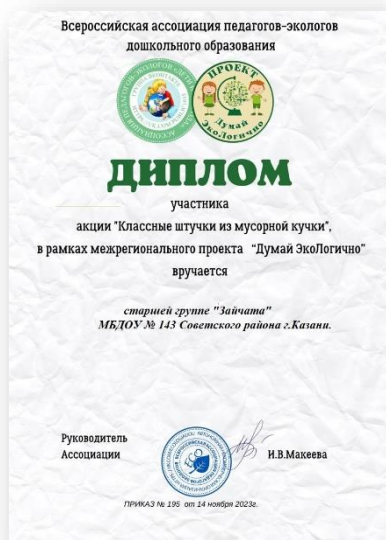 Всероссийская ассоциация педагогов-экологов
дошкольного образования
ПРОЕКТ
Думай
ЭкоЛогично
ДИПЛОМ
участника
акции "Классные штучки из мусорной кучки",
в рамках межрегионального проекта “Думай ЭкоЛогично”
вручается
старшей группе "Зайчата"
МБДОУ № 143 Советского района г.Казани.
Руководитель
Ассоциации
И.В.Макеева
ПРИКАЗ № 195 от 14 ноября 2023г.